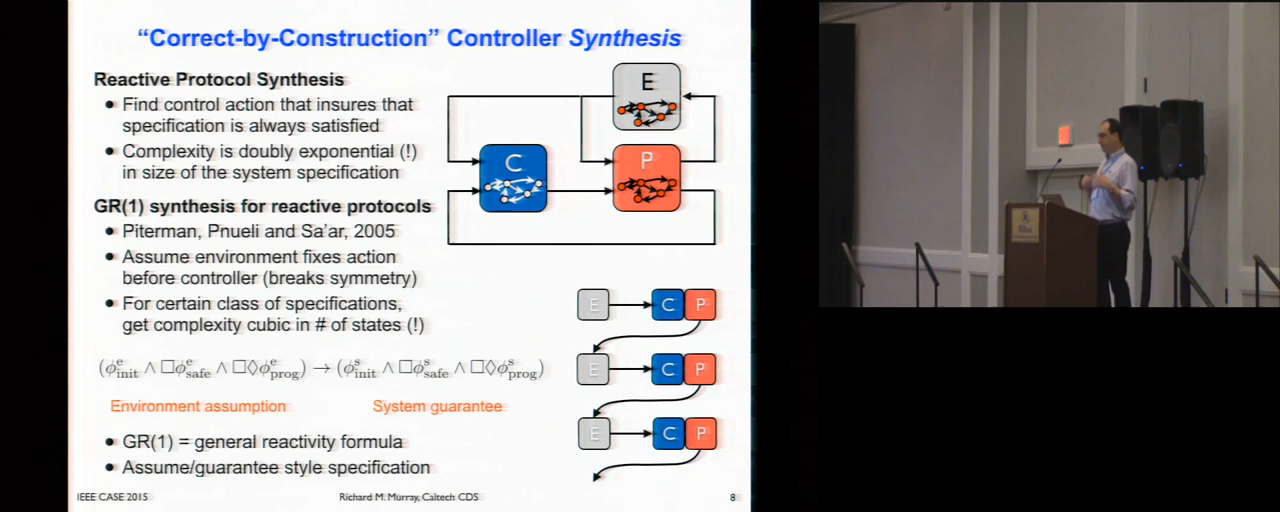 “Correct-by-Construction” Controller Synthesis
Reactive Protocol Synthesis
• Find control action that insures that
specification is always satisfied
• Complexity is doubly exponential (!)
in size of the system specification
GR(1) synthesis for reactive protocols
• Piterman, Pnueli and Sa’ar, 2005
• Assume environment fixes action
before controller (breaks symmetry)
• For certain class of specifications,
get complexity cubic in # of states (!)
(ϕ^e_init ∧ □ϕ^e_safe ∧ □◊ϕ^e_prog) → (ϕ^s_init ∧ □ϕ^s_safe ∧ □◊ϕ^s_prog)
Environment assumption System guarantee
• GR(1) = general reactivity formula
• Assume/guarantee style specification
E
C P
E C P
E C P
E C P
IEEE CASE 2015 Richard M. Murray, Caltech CDS 8
Hilton